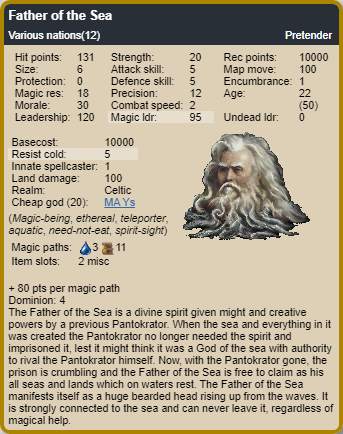 Father of the Sea
Various nations(12) Pretender
Hit points: 131 Strength: 20 Rec points: 10000
Size: 6 Attack skill: 5 Map move: 100
Protection: 0 Defence skill: 5 Encumbrance: 1
Magic res: 18 Precision: 12 Age: 22
Morale: 30 Combat speed: 2 (50)
Leadership: 120 Magic ldr: 95 Undead ldr: 0
Basecost: 10000
Resist cold: 5
Innate spellcaster: 1
Land damage: 100
Realm: Celtic
Cheap god (20): MA Ys
(Magic-being, ethereal, teleporter,
aquatic, need-not-eat, spirit-sight)
Magic paths: 3 11
Item slots: 2 misc
+ 80 pts per magic path
Dominion: 4
The Father of the Sea is a divine spirit given might and creative
powers by a previous Pantokrator. When the sea and everything in it
was created the Pantokrator no longer needed the spirit and
imprisoned it, lest it might think it was a God of the sea with authority
to rival the Pantokrator himself. Now, with the Pantokrator gone, the
prison is crumbling and the Father of the Sea is free to claim as his
all seas and lands which on waters rest. The Father of the Sea
manifests itself as a huge bearded head rising up from the waves. It
is strongly connected to the sea and can never leave it, regardless of
magical help.